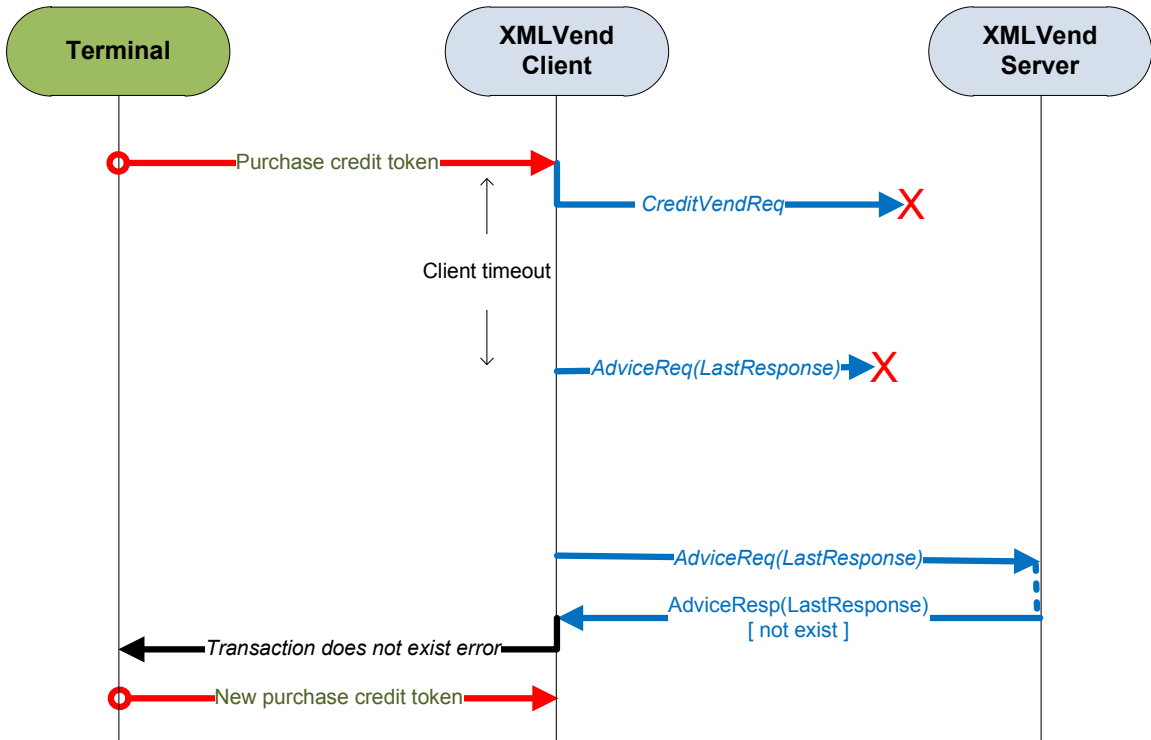 Terminal
XMLVend
Client
XMLVend
Server
Purchase credit token
CreditVendReq
Client timeout
AdviceReq(LastResponse)
AdviceReq(LastResponse)
AdviceResp(LastResponse)
[ not exist ]
Transaction does not exist error
New purchase credit token